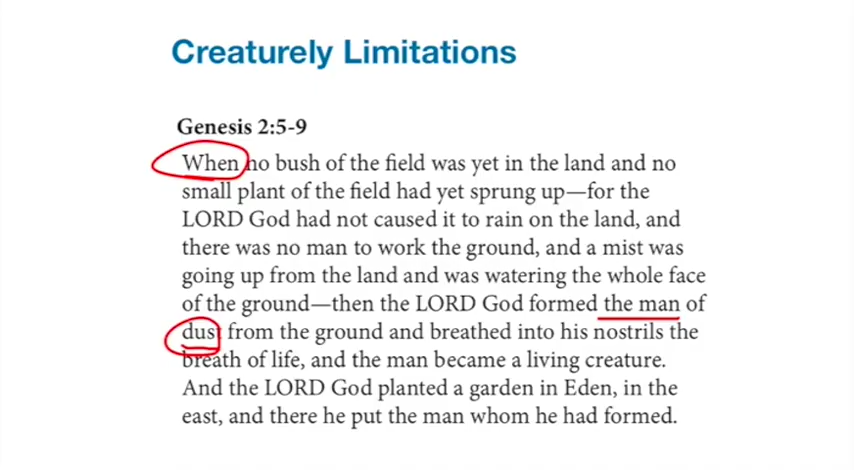 Creaturely Limitations
Genesis 2:5-9
When no bush of the field was yet in the land and no
small plant of the field had yet sprung up—for the
LORD God had not caused it to rain on the land, and
there was no man to work the ground, and a mist was
going up from the land and was watering the whole face
of the ground—then the LORD God formed the man of
dust from the ground and breathed into his nostrils the
breath of life, and the man became a living creature.
And the LORD God planted a garden in Eden, in the
east, and there he put the man whom he had formed.